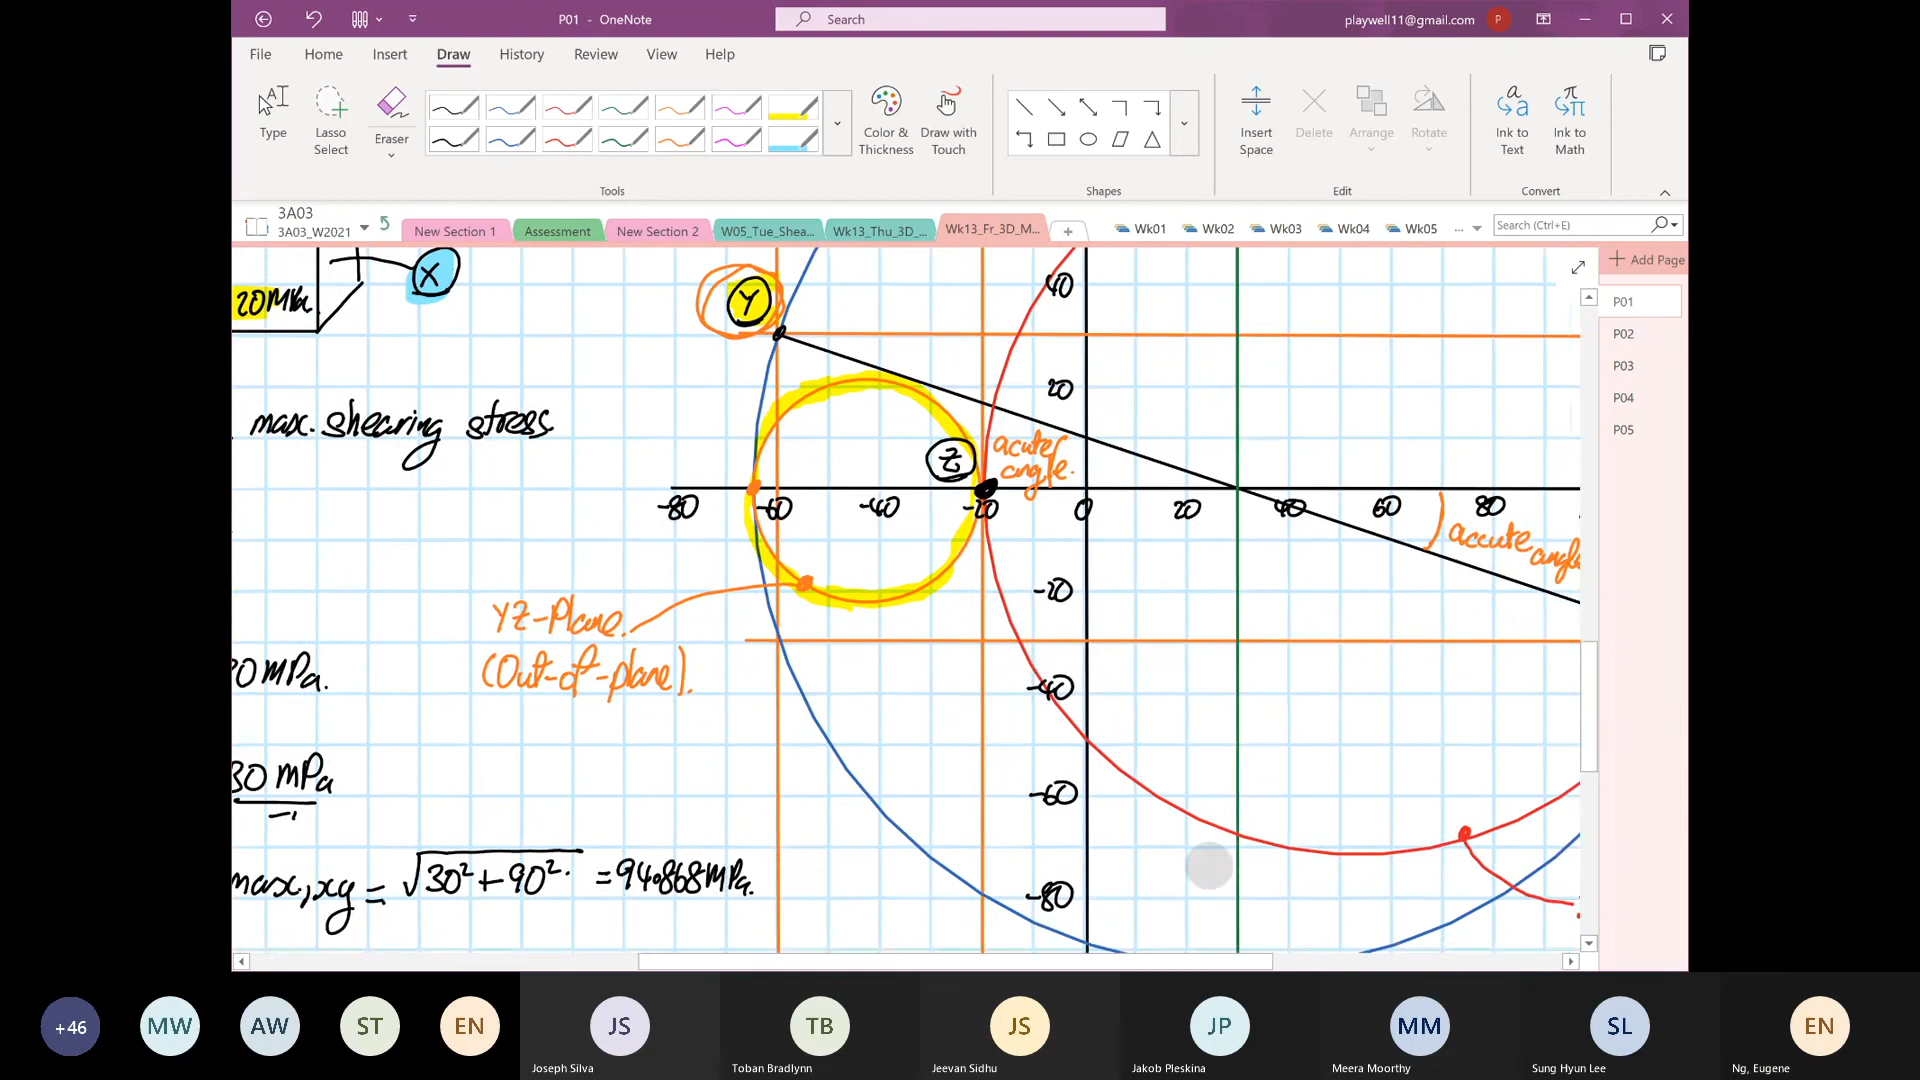 P01 - OneNote
Search
playwell11@gmail.com
P
File
Home
Insert
Draw
History
Review
View
Help
Type
Lasso
Select
Eraser
Color &
Thickness
Draw with
Touch
Insert
Space
Delete
Arrange
Rotate
Ink to
Text
Ink to
Math
Tools
Shapes
Edit
Convert
3A03
3A03_W2021
New Section 1
Assessment
New Section 2
W05_Tue_Shea...
Wk13_Thu_3D_...
Wk13_Fr_3D_M...
Wk01
Wk02
Wk03
Wk04
Wk05
...
Search (Ctrl+E)
Add Page
P01
P02
P03
P04
P05
X
20MPa
Y
40
20
max. shearing stress
Z
acute
angle.
-80
-60
-40
-20
0
20
40
60
80
accute angle
-20
YZ-Plane.
(Out-of-plane).
-40
0MPa.
30 MPa
-60
max,xy = √30²+90² = 94.868MPa.
-80
+46
MW
AW
ST
EN
JS
Joseph Silva
TB
Toban Bradlynn
JS
Jeevan Sidhu
JP
Jakob Pleskina
MM
Meera Moorthy
SL
Sung Hyun Lee
EN
Ng, Eugene